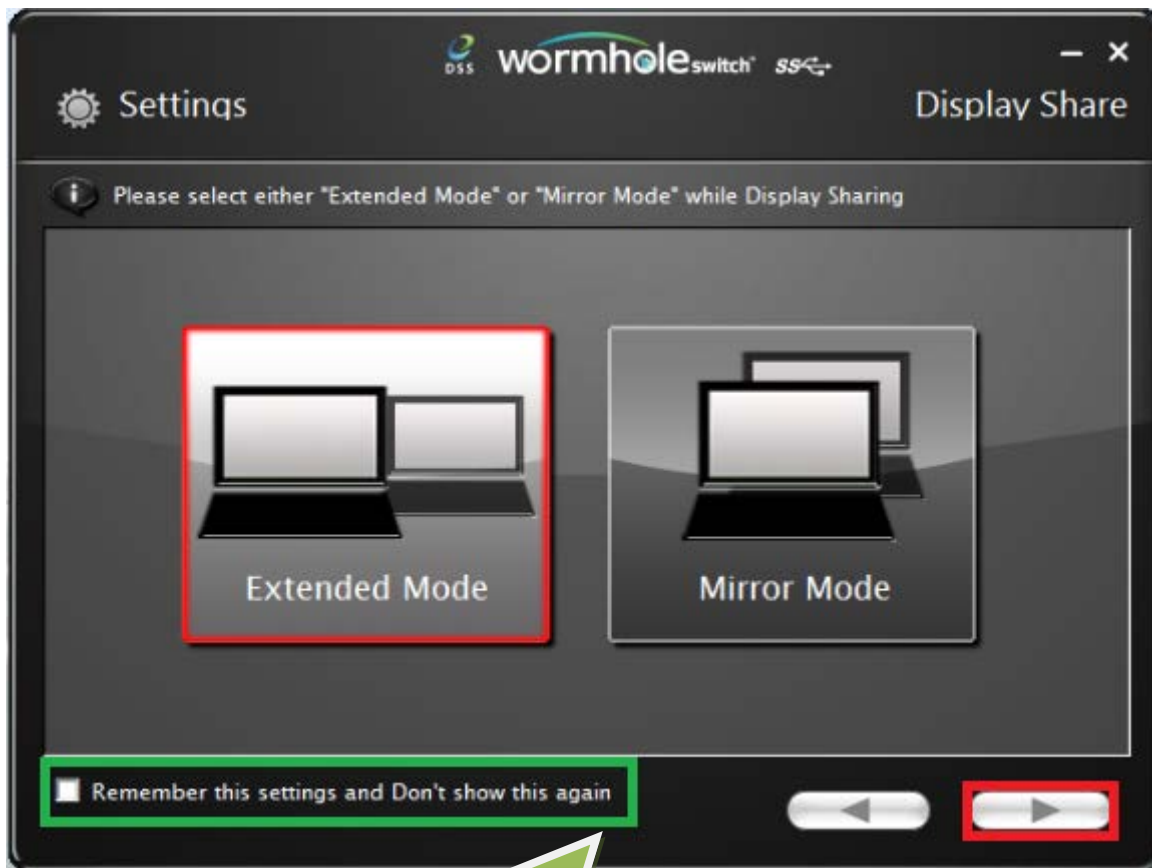 DSS wormhole switch SS
Settings
Display Share
Please select either "Extended Mode" or "Mirror Mode" while Display Sharing
Extended Mode
Mirror Mode
Remember this settings and Don't show this again